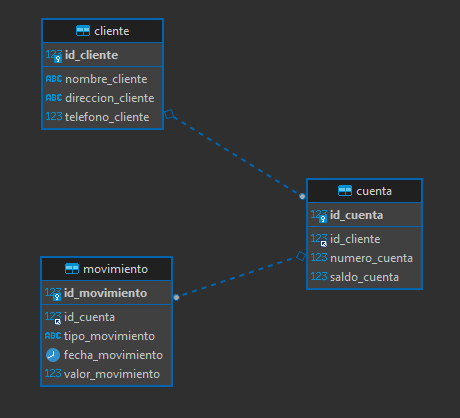 cliente
123 id_cliente
ABC nombre_cliente
ABC direccion_cliente
123 telefono_cliente
cuenta
123 id_cuenta
123 id_cliente
123 numero_cuenta
123 saldo_cuenta
movimiento
123 id_movimiento
123 id_cuenta
ABC tipo_movimiento
fecha_movimiento
123 valor_movimiento